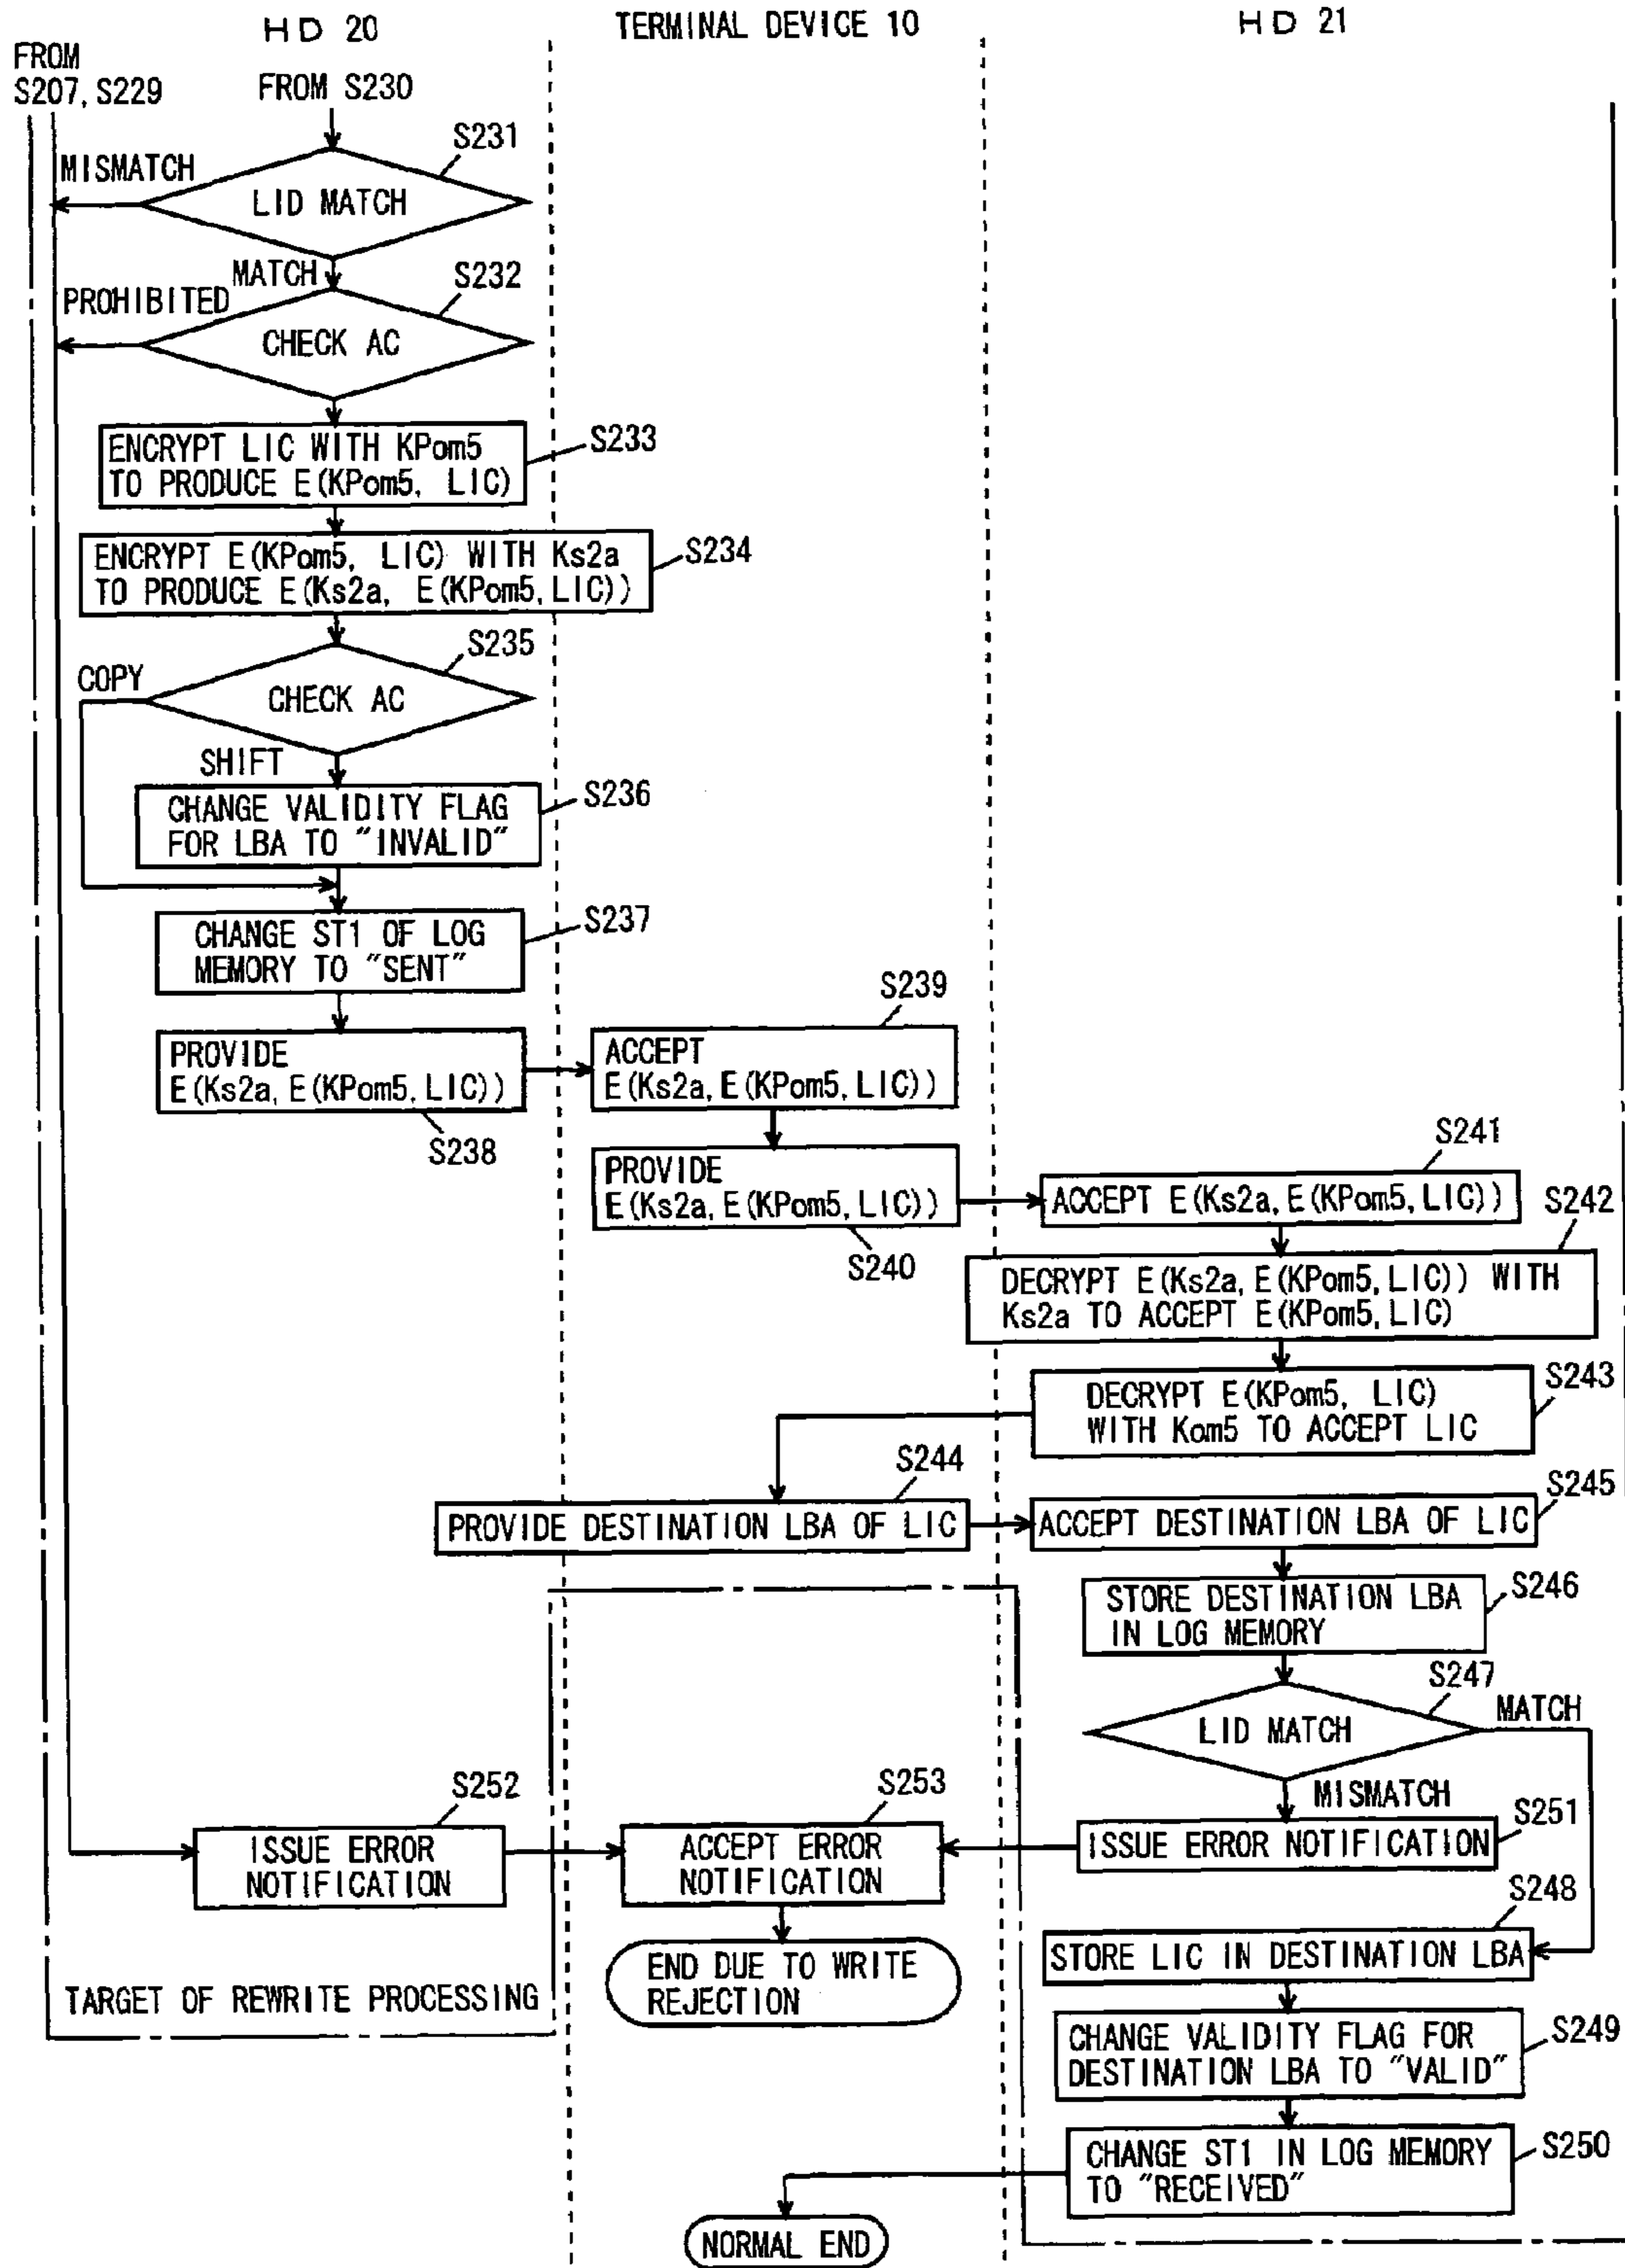 HD 20
TERMINAL DEVICE 10
HD 21
FROM
S207, S229
FROM S230
S231
MISMATCH
LID MATCH
MATCH
S232
PROHIBITED
CHECK AC
S233
ENCRYPT LIC WITH KPom5
TO PRODUCE E(KPom5, LIC)
S234
ENCRYPT E(KPom5, LIC) WITH Ks2a
TO PRODUCE E(Ks2a, E(KPom5, LIC))
S235
COPY
CHECK AC
SHIFT
S236
CHANGE VALIDITY FLAG
FOR LBA TO "INVALID"
S237
CHANGE ST1 OF LOG
MEMORY TO "SENT"
S239
PROVIDE
E(Ks2a, E(KPom5, LIC))
S238
ACCEPT
E(Ks2a, E(KPom5, LIC))
PROVIDE
E(Ks2a, E(KPom5, LIC))
S240
S241
ACCEPT E(Ks2a, E(KPom5, LIC))
S242
DECRYPT E(Ks2a, E(KPom5, LIC)) WITH
Ks2a TO ACCEPT E(KPom5, LIC)
S243
DECRYPT E(KPom5, LIC)
WITH Kom5 TO ACCEPT LIC
S244
PROVIDE DESTINATION LBA OF LIC
S245
ACCEPT DESTINATION LBA OF LIC
S246
STORE DESTINATION LBA
IN LOG MEMORY
S247
LID MATCH
MATCH
MISMATCH
S252
ISSUE ERROR
NOTIFICATION
S253
ACCEPT ERROR
NOTIFICATION
S251
ISSUE ERROR NOTIFICATION
S248
STORE LIC IN DESTINATION LBA
END DUE TO WRITE
REJECTION
TARGET OF REWRITE PROCESSING
S249
CHANGE VALIDITY FLAG FOR
DESTINATION LBA TO "VALID"
S250
CHANGE ST1 IN LOG MEMORY
TO "RECEIVED"
NORMAL END